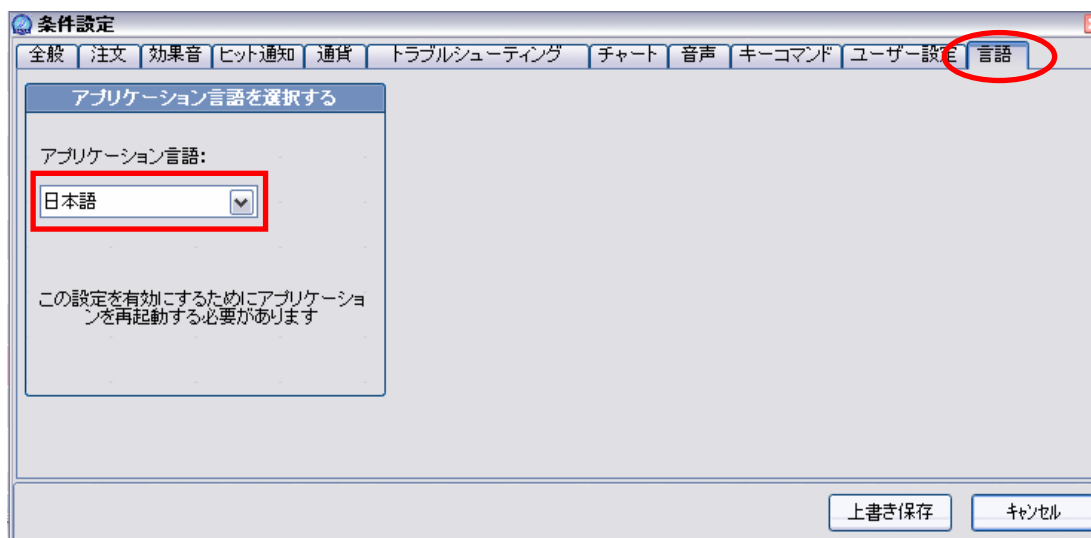 条件設定
全般 注文 効果音 ヒット通知 通貨 トラブルシューティング チャート 音声 キーコマンド ユーザー設定 言語
アプリケーション言語を選択する
アプリケーション言語:
日本語
この設定を有効にするためにアプリケーショ
ンを再起動する必要があります
上書き保存 キャンセル